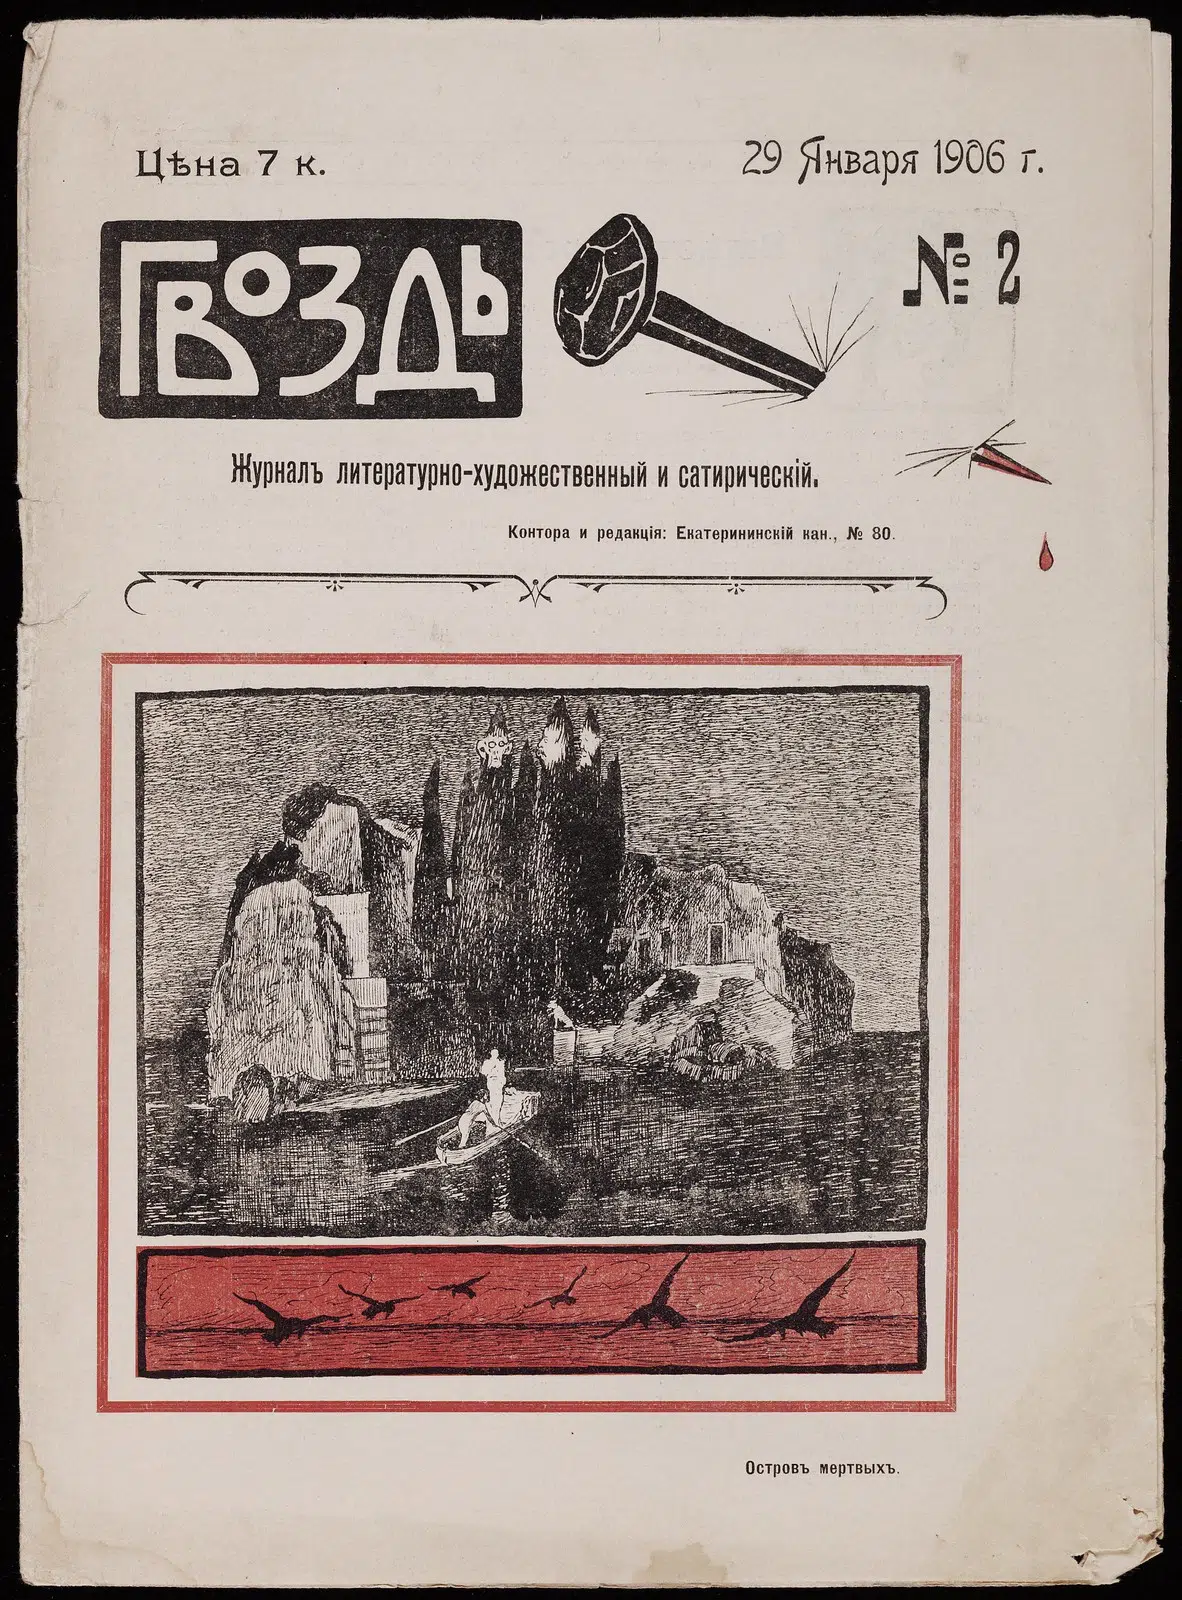 Цѣна 7 к.
29 Января 1906 г.
Гвоздь
№ 2
Журналъ литературно-художественный и сатирическій.
Контора и редакція: Екатерининскій кан., № 80.
Островъ мертвыхъ.